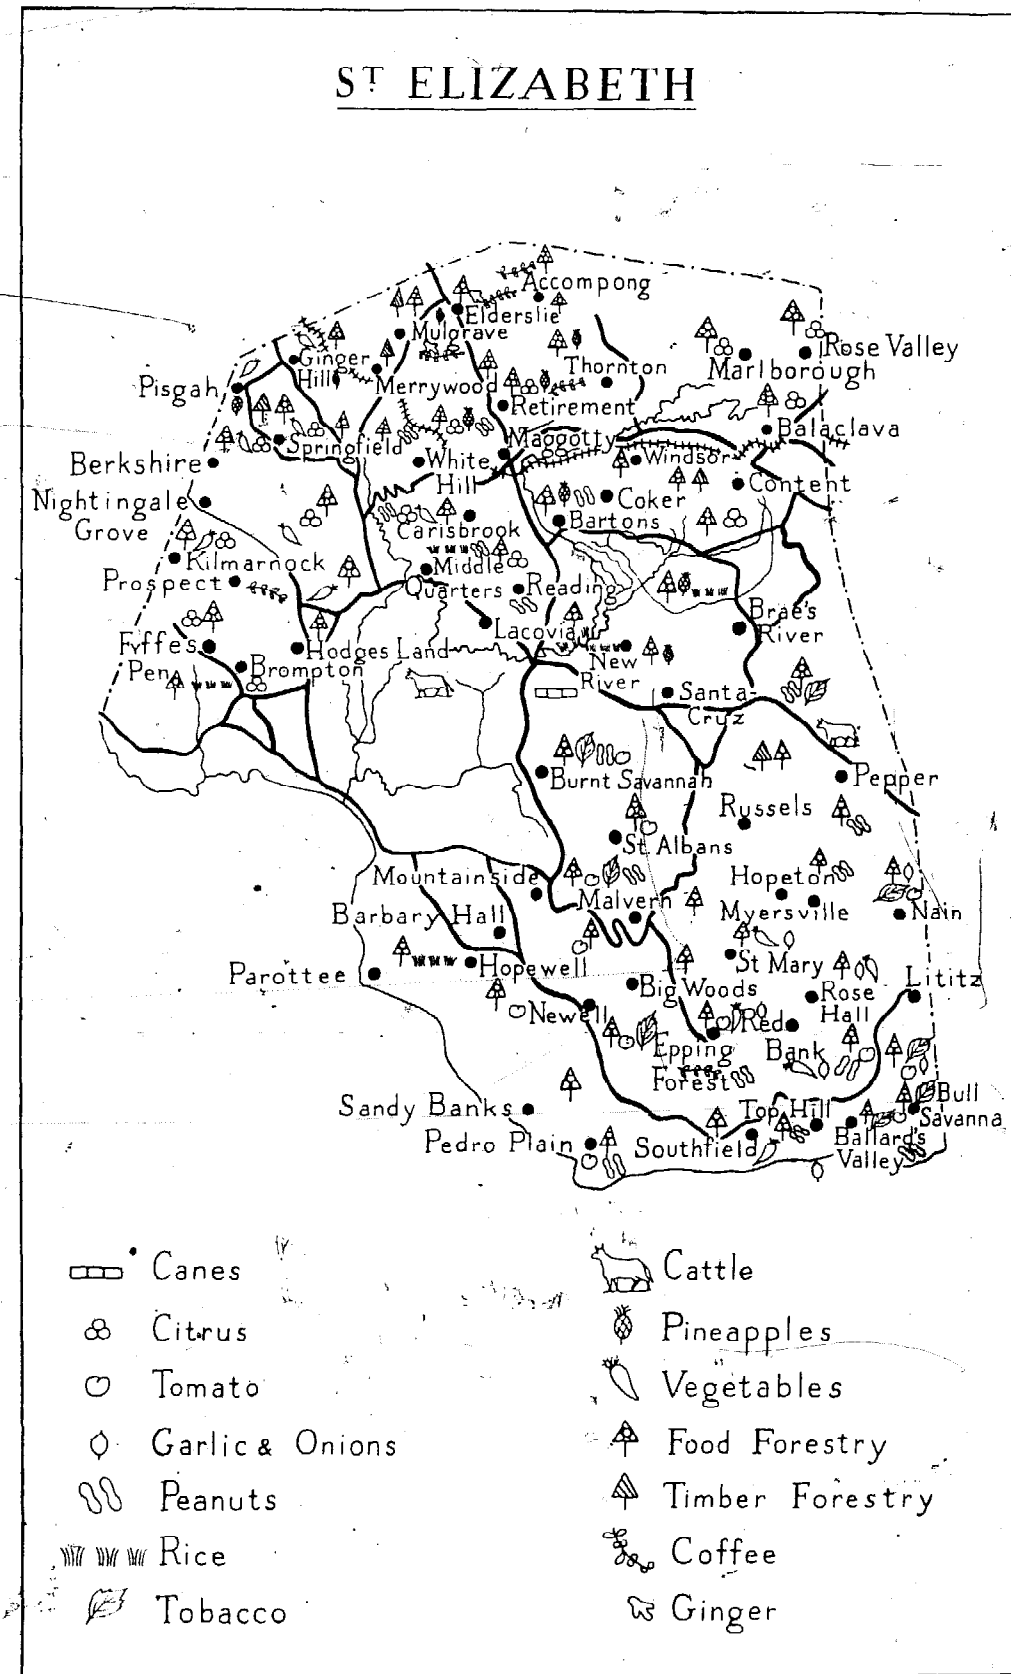 ST ELIZABETH
Accompong
Elderslie
Mulgrave
Rose Valley
Marlborough
Ginger
Hill
Thornton
Pisgah
Merrywood
Retirement
Balaclava
Springfield
Maggotty
Berkshire
White
Hill
Windsor
Content
Nightingale
Grove
Coker
Carisbrook
Bartons
Kilmarnock
Middle
Quarters
Prospect
Reading
Brae's
River
Lacovia
Fyffe's
Pen
Hodges Land
New
River
Brompton
Santa-
Cruz
Burnt Savannah
Pepper
Russels
St Albans
Mountainside
Hopeton
Malvern
Myersville
Nain
Barbary Hall
St Mary
Parottee
Hopewell
Lititz
Big Woods
Rose
Hall
Newell
Red
Bank
Epping
Forest
Bull
Savanna
Sandy Banks
Top Hill
Pedro Plain
Southfield
Ballard's
Valley
Canes
Cattle
Citrus
Pineapples
Tomato
Vegetables
Garlic & Onions
Food Forestry
Peanuts
Timber Forestry
Rice
Coffee
Tobacco
Ginger